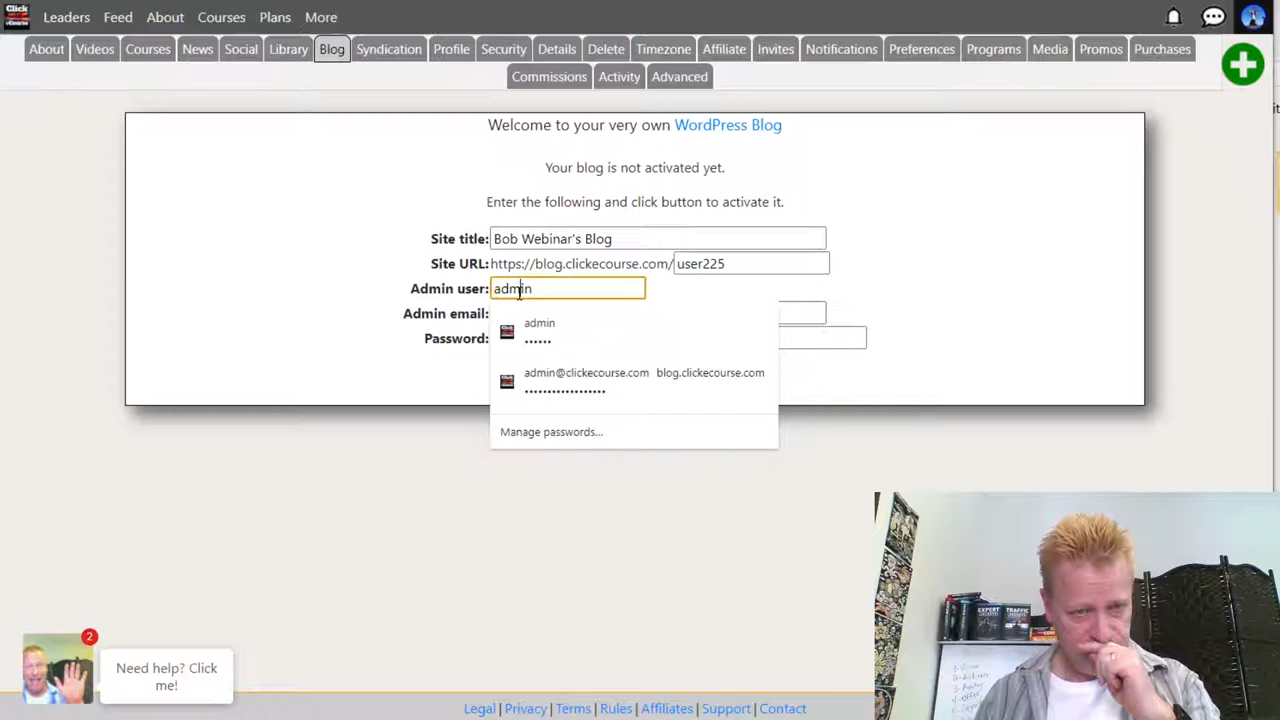 Click
eCourse
Leaders Feed About Courses Plans More
About Videos Courses News Social Library Blog Syndication Profile Security Details Delete Timezone Affiliate Invites Notifications Preferences Programs Media Promos Purchases
Commissions Activity Advanced
Welcome to your very own WordPress Blog
Your blog is not activated yet.
Enter the following and click button to activate it.
Site title: Bob Webinar's Blog
Site URL: https://blog.clickecourse.com/ user225
Admin user: admin
Admin email:
Password:
admin
••••••
admin@clickecourse.com blog.clickecourse.com
••••••••••••••••••
Manage passwords...
EXPERT
TRAFFIC
2
Need help? Click
me!
Legal | Privacy | Terms | Rules | Affiliates | Support | Contact